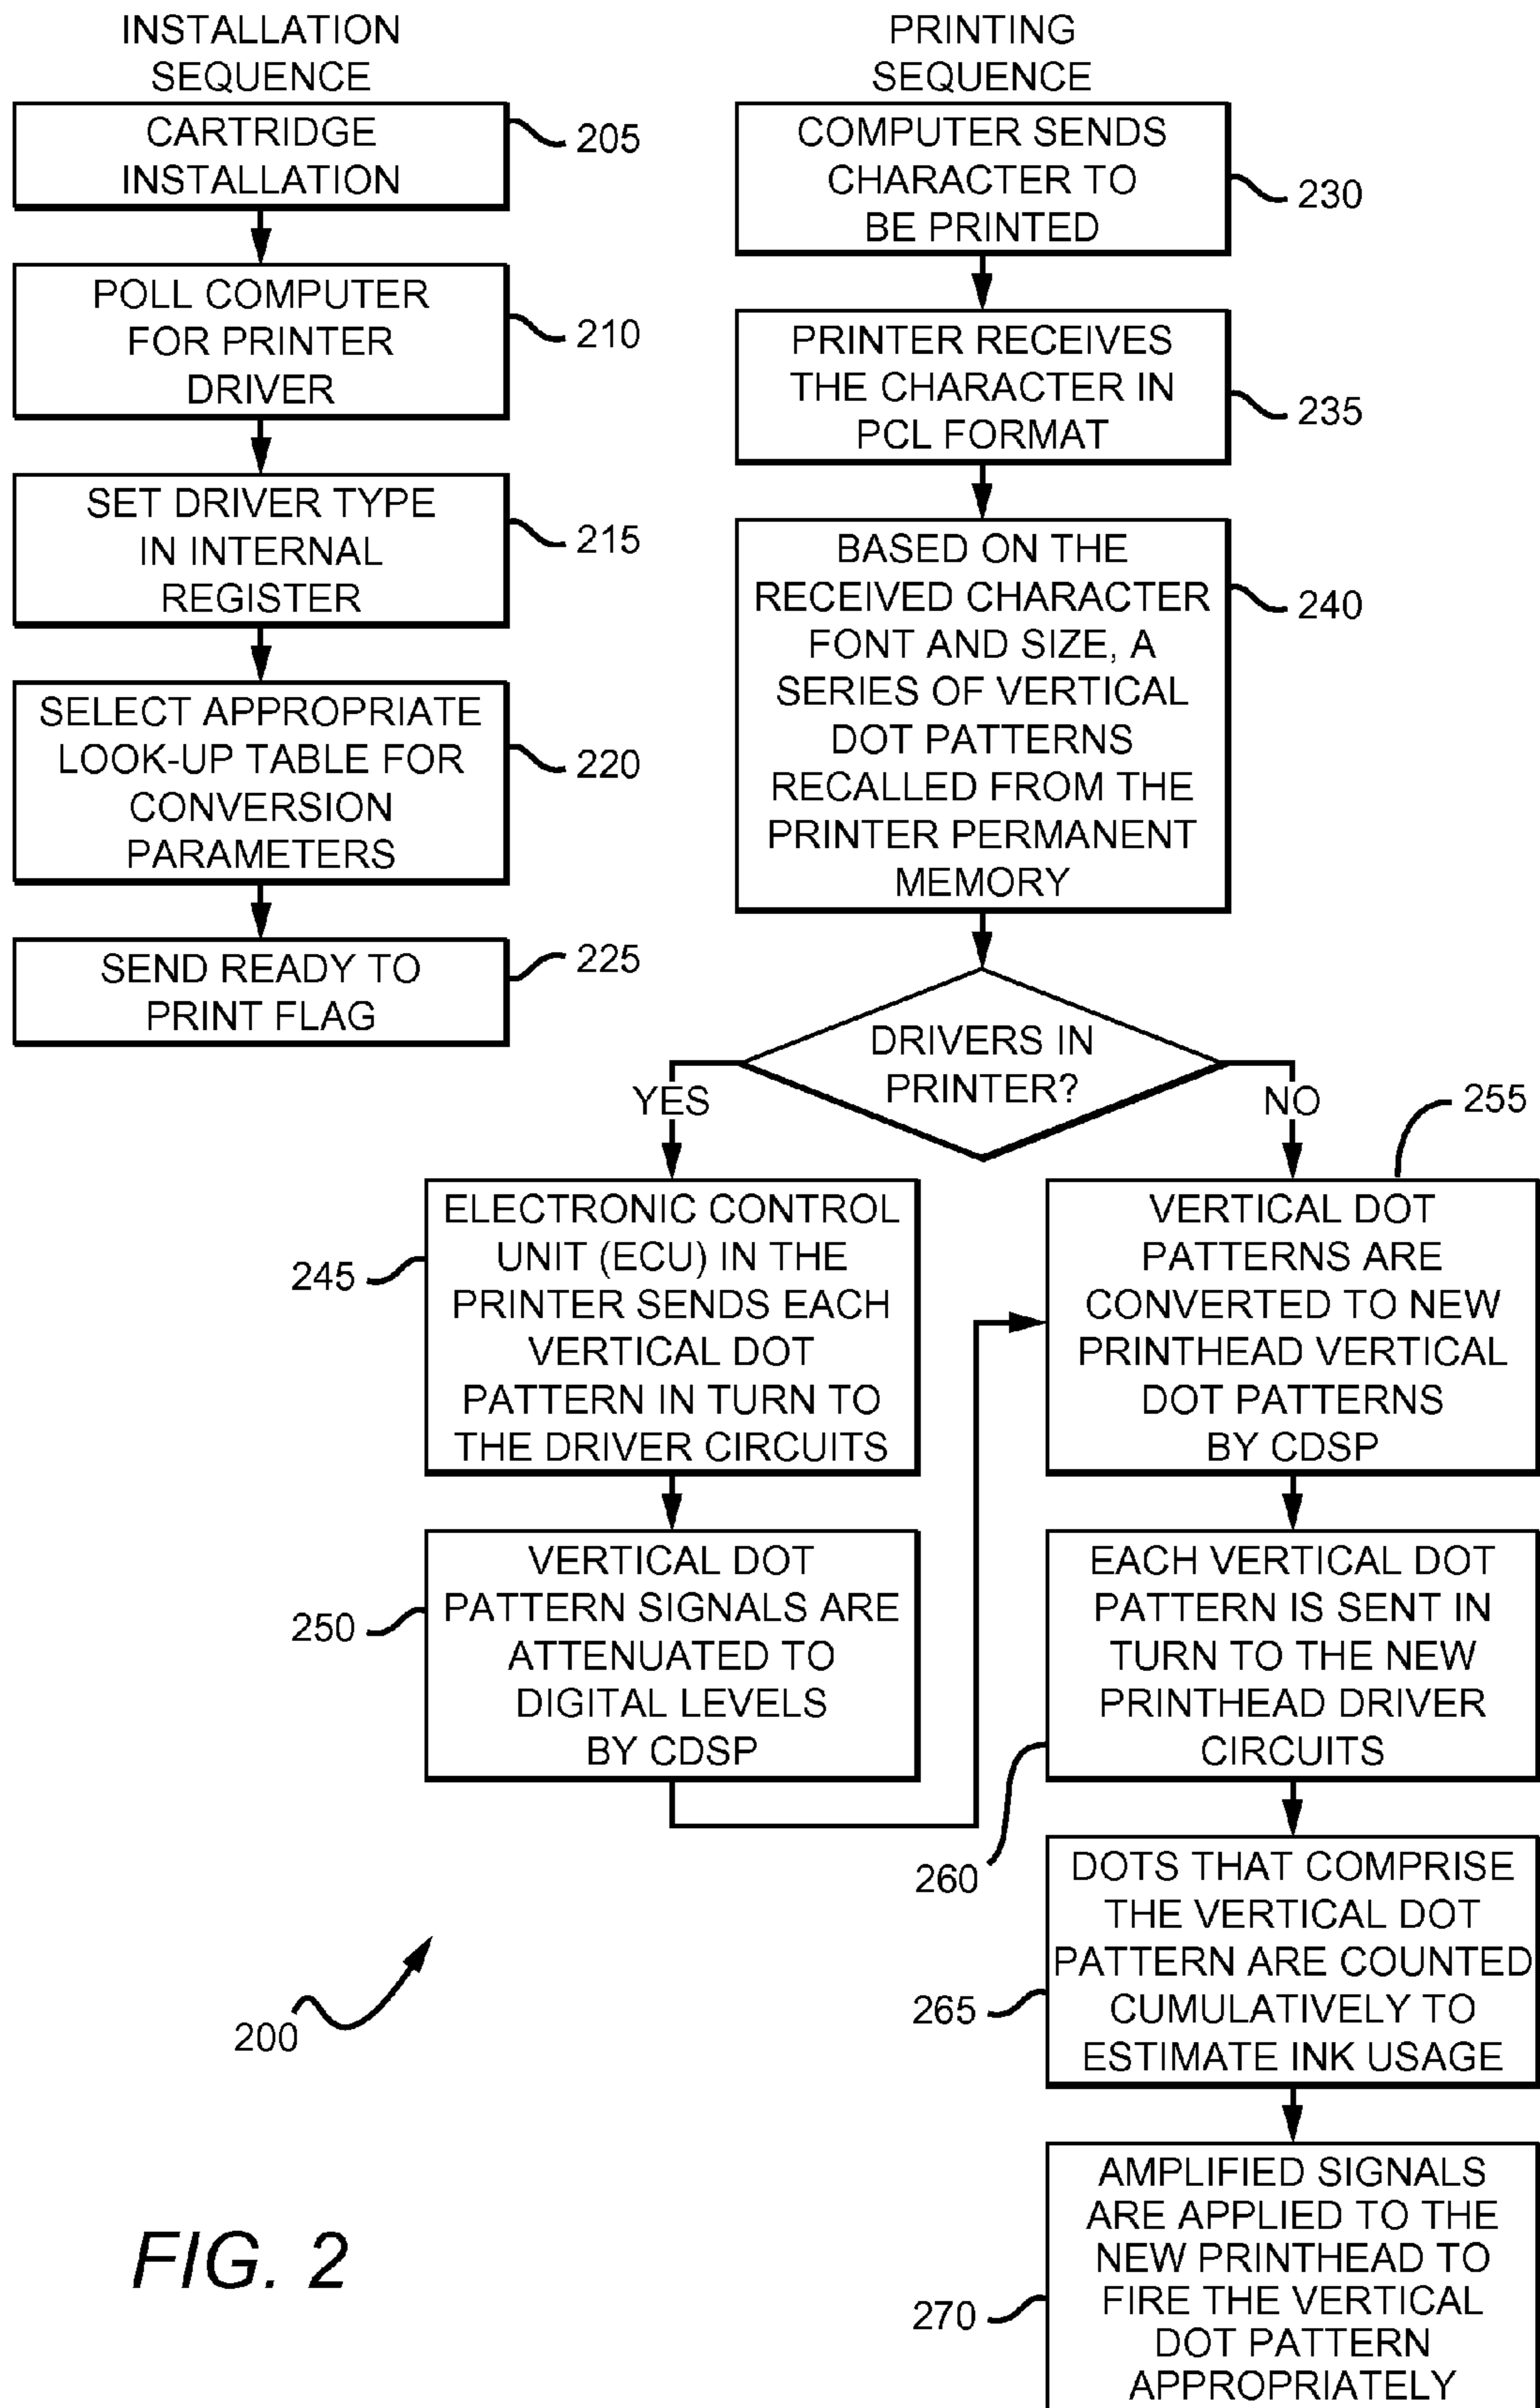 INSTALLATION
SEQUENCE
CARTRIDGE
INSTALLATION
205
POLL COMPUTER
FOR PRINTER
DRIVER
210
SET DRIVER TYPE
IN INTERNAL
REGISTER
215
SELECT APPROPRIATE
LOOK-UP TABLE FOR
CONVERSION
PARAMETERS
220
SEND READY TO
PRINT FLAG
225
PRINTING
SEQUENCE
COMPUTER SENDS
CHARACTER TO
BE PRINTED
230
PRINTER RECEIVES
THE CHARACTER IN
PCL FORMAT
235
BASED ON THE
RECEIVED CHARACTER
FONT AND SIZE, A
SERIES OF VERTICAL
DOT PATTERNS
RECALLED FROM THE
PRINTER PERMANENT
MEMORY
240
DRIVERS IN
PRINTER?
YES
NO
ELECTRONIC CONTROL
UNIT (ECU) IN THE
PRINTER SENDS EACH
VERTICAL DOT
PATTERN IN TURN TO
THE DRIVER CIRCUITS
245
VERTICAL DOT
PATTERN SIGNALS ARE
ATTENUATED TO
DIGITAL LEVELS
BY CDSP
250
255
VERTICAL DOT
PATTERNS ARE
CONVERTED TO NEW
PRINTHEAD VERTICAL
DOT PATTERNS
BY CDSP
EACH VERTICAL DOT
PATTERN IS SENT IN
TURN TO THE NEW
PRINTHEAD DRIVER
CIRCUITS
260
DOTS THAT COMPRISE
THE VERTICAL DOT
PATTERN ARE COUNTED
CUMULATIVELY TO
ESTIMATE INK USAGE
265
AMPLIFIED SIGNALS
ARE APPLIED TO THE
NEW PRINTHEAD TO
FIRE THE VERTICAL
DOT PATTERN
APPROPRIATELY
270
200
FIG. 2